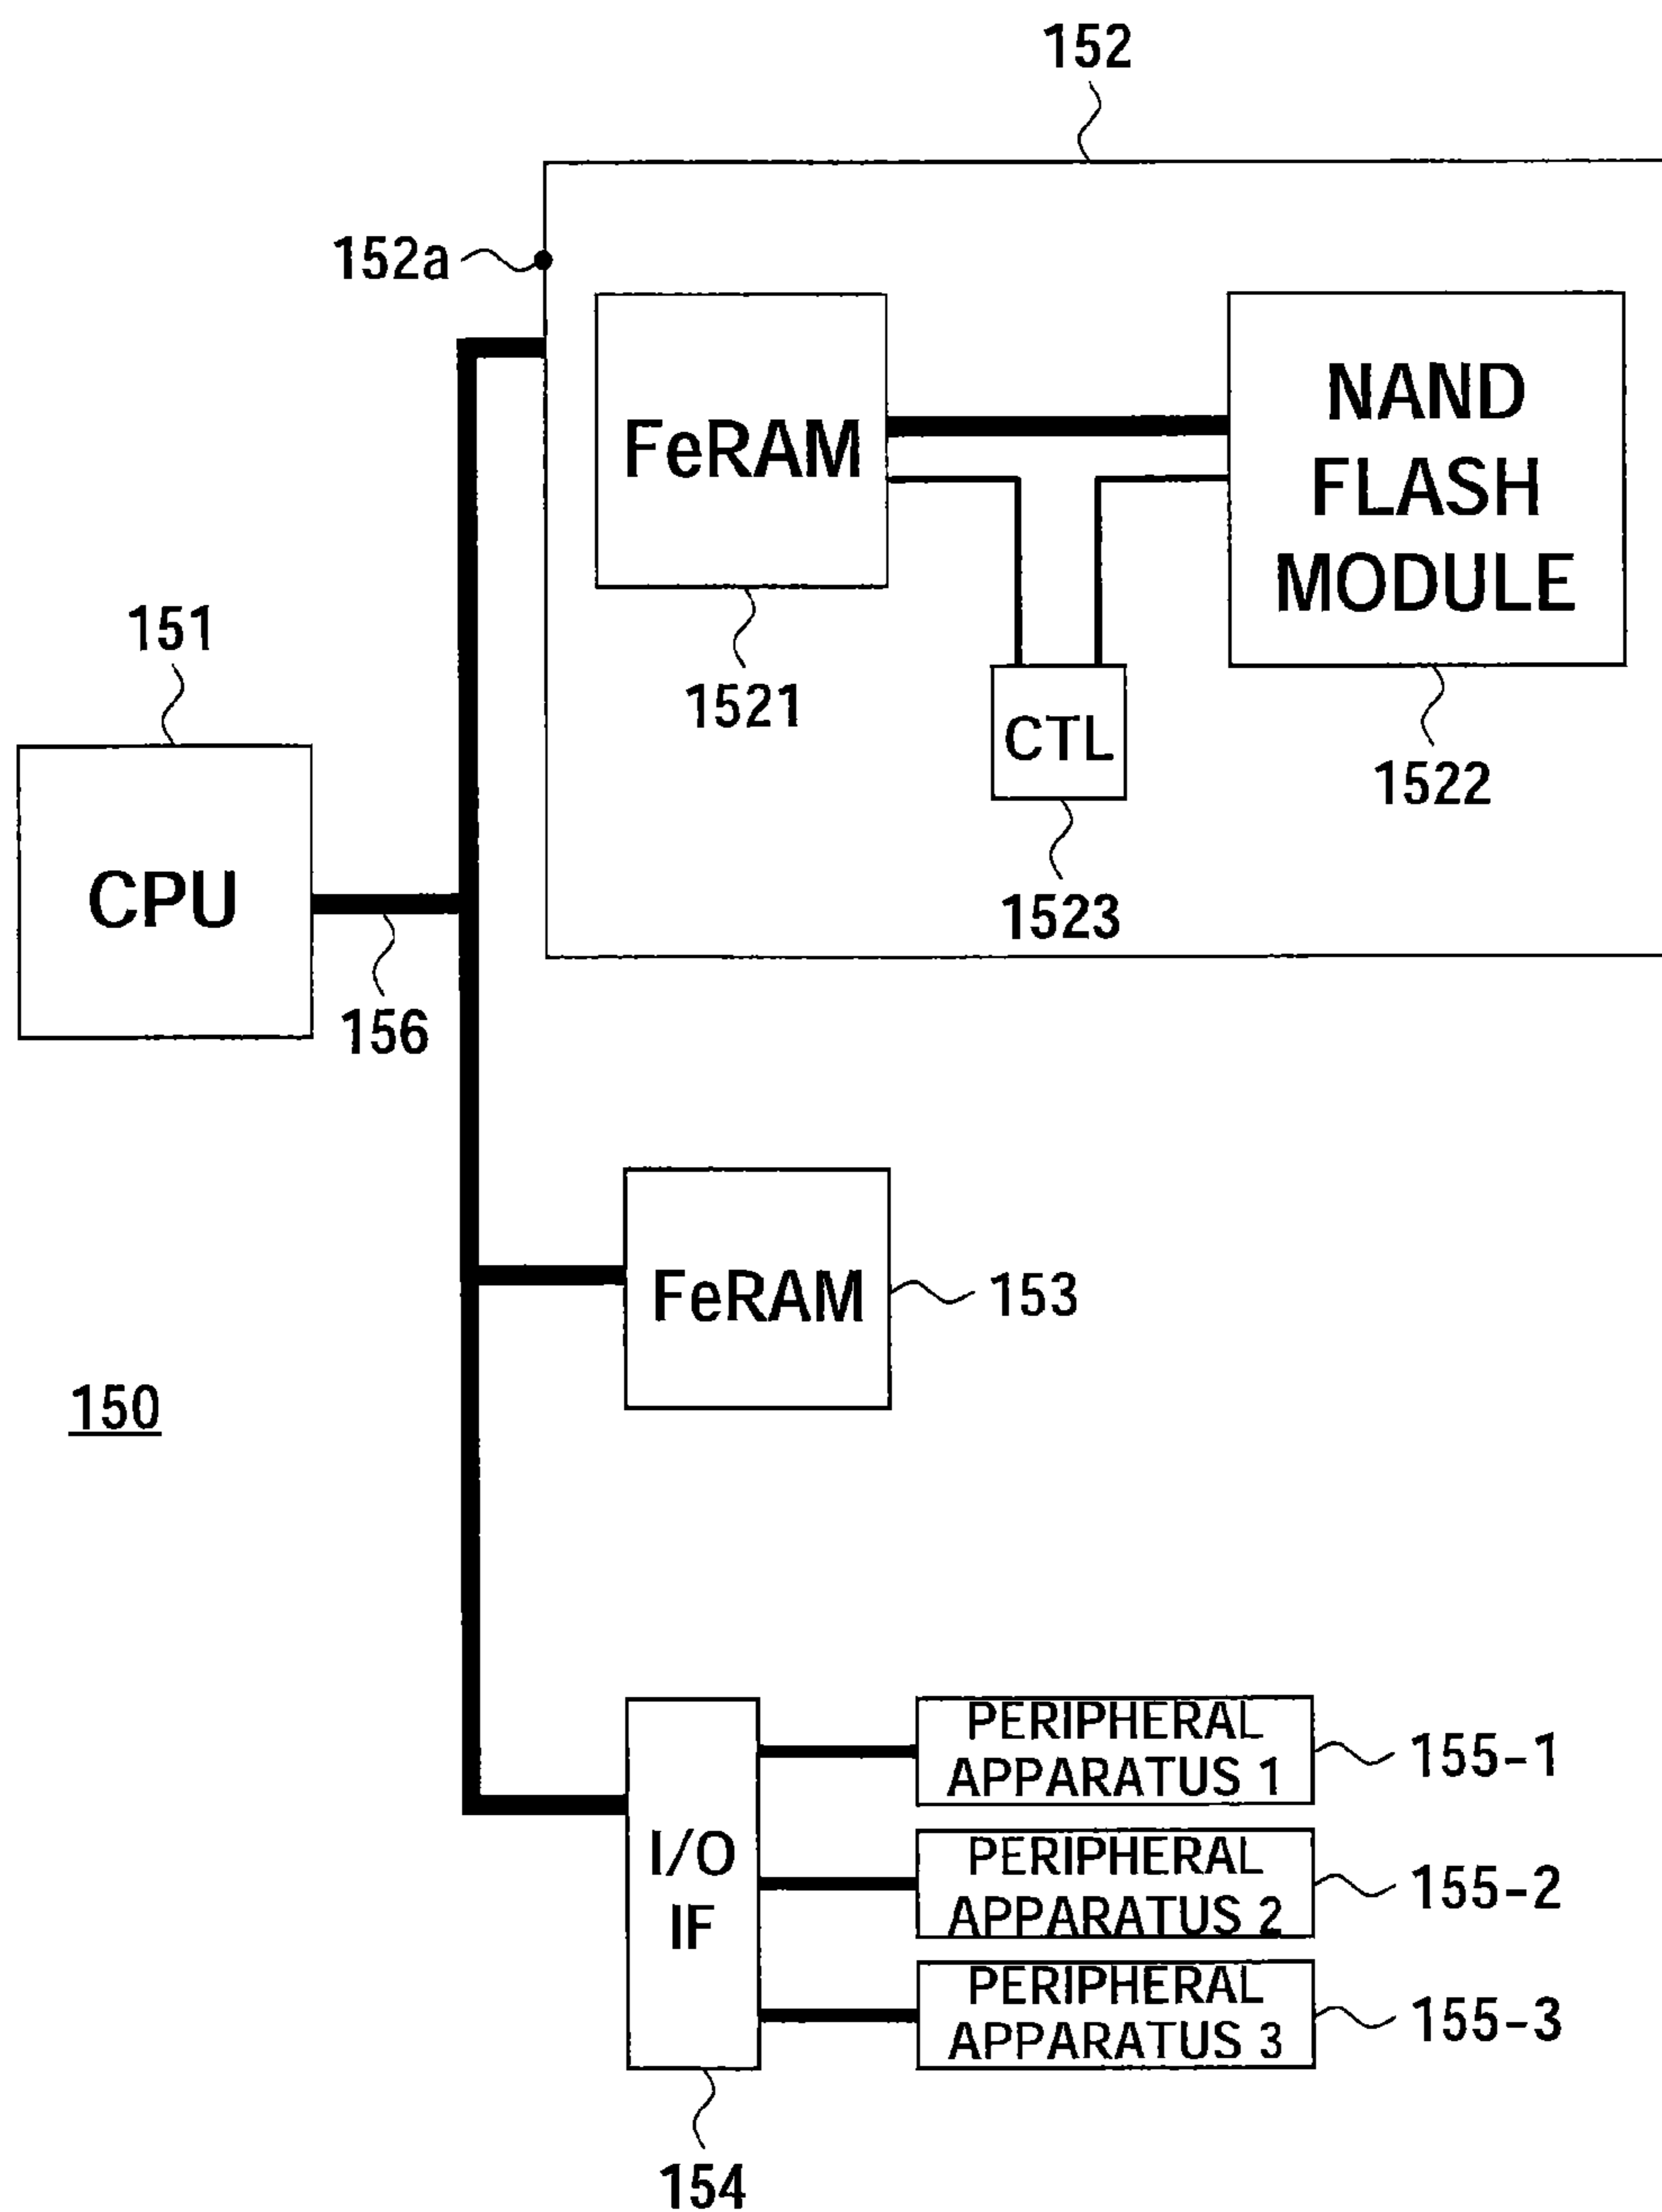 152
152a
FeRAM
NAND
FLASH
MODULE
1521
CTL
1522
1523
151
CPU
156
FeRAM
153
150
I/O
IF
PERIPHERAL
APPARATUS 1
155-1
PERIPHERAL
APPARATUS 2
155-2
PERIPHERAL
APPARATUS 3
155-3
154